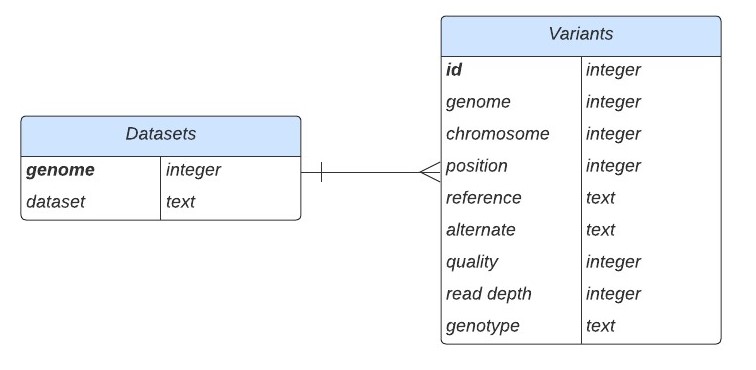 Datasets
genome integer
dataset text
Variants
id integer
genome integer
chromosome integer
position integer
reference text
alternate text
quality integer
read depth integer
genotype text